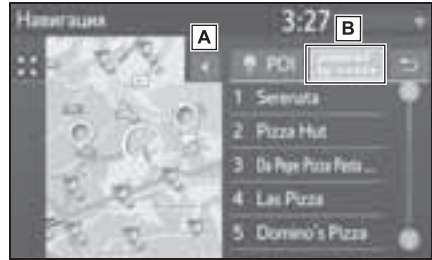 Навигация 3:27
A
B
POI
1 Serenata
2 Pizza Hut
3 Da Pepe Pizza Pasta ...
4 Las Pizza
5 Domino's Pizza